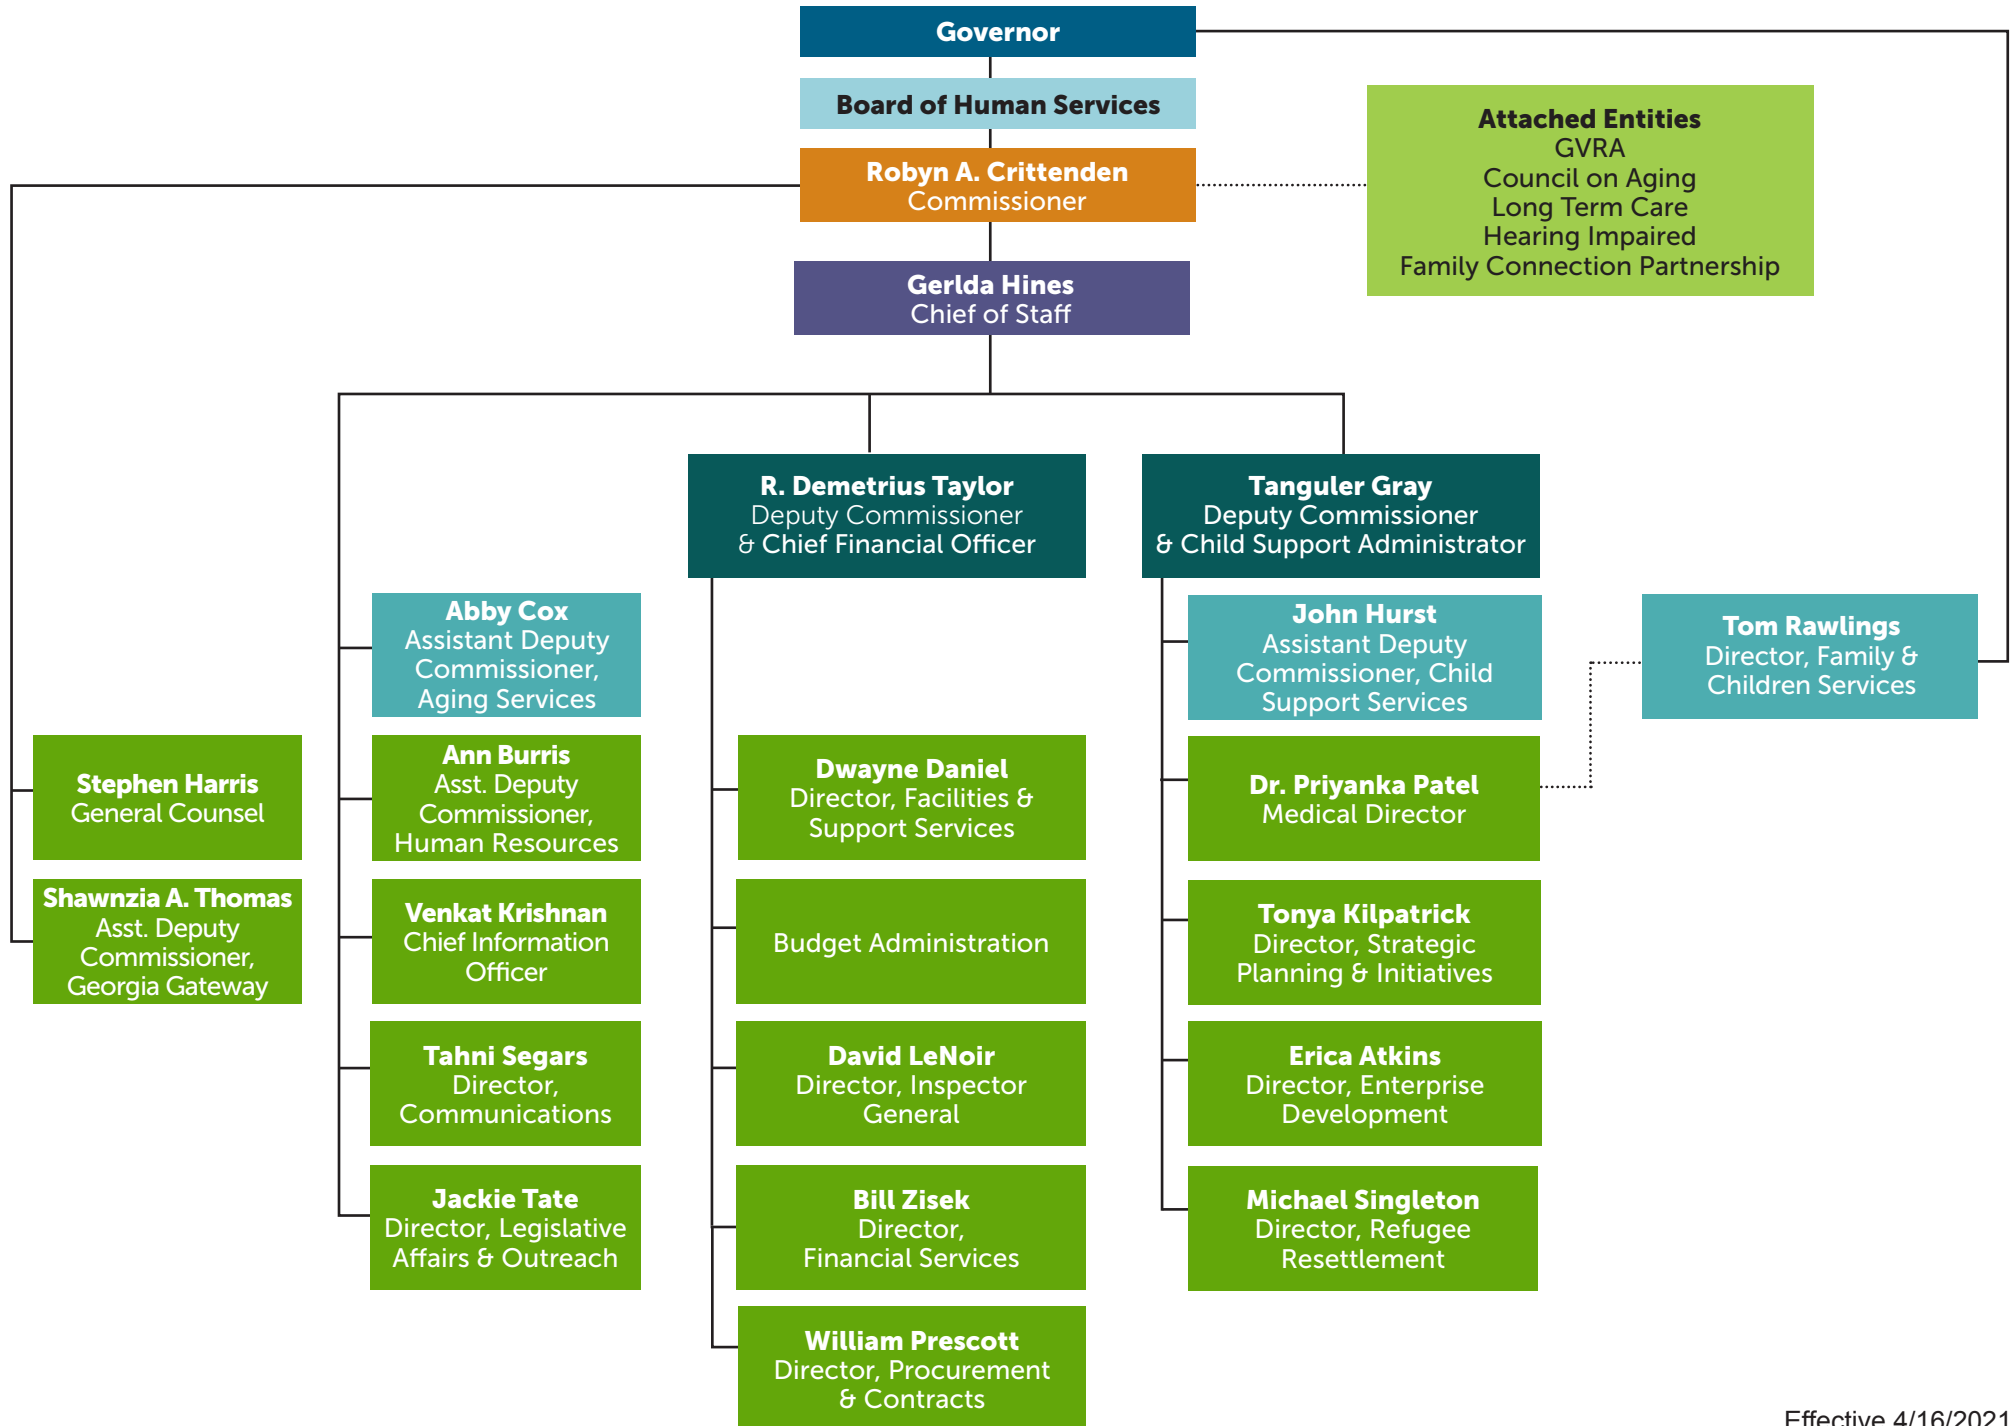 Governor
Board of Human Services
Robyn A. Crittenden
Commissioner
Attached Entities
GVRA
Council on Aging
Long Term Care
Hearing Impaired
Family Connection Partnership
Gerlda Hines
Chief of Staff
R. Demetrius Taylor
Deputy Commissioner
& Chief Financial Officer
Tanguler Gray
Deputy Commissioner
& Child Support Administrator
Stephen Harris
General Counsel
Shawnzia A. Thomas
Asst. Deputy
Commissioner,
Georgia Gateway
Abby Cox
Assistant Deputy
Commissioner,
Aging Services
Ann Burris
Asst. Deputy
Commissioner,
Human Resources
Venkat Krishnan
Chief Information
Officer
Tahni Segars
Director,
Communications
Jackie Tate
Director, Legislative
Affairs & Outreach
Dwayne Daniel
Director, Facilities &
Support Services
Budget Administration
David LeNoir
Director, Inspector
General
Bill Zisek
Director,
Financial Services
William Prescott
Director, Procurement
& Contracts
John Hurst
Assistant Deputy
Commissioner, Child
Support Services
Dr. Priyanka Patel
Medical Director
Tonya Kilpatrick
Director, Strategic
Planning & Initiatives
Erica Atkins
Director, Enterprise
Development
Michael Singleton
Director, Refugee
Resettlement
Tom Rawlings
Director, Family &
Children Services
Effective 4/16/2021